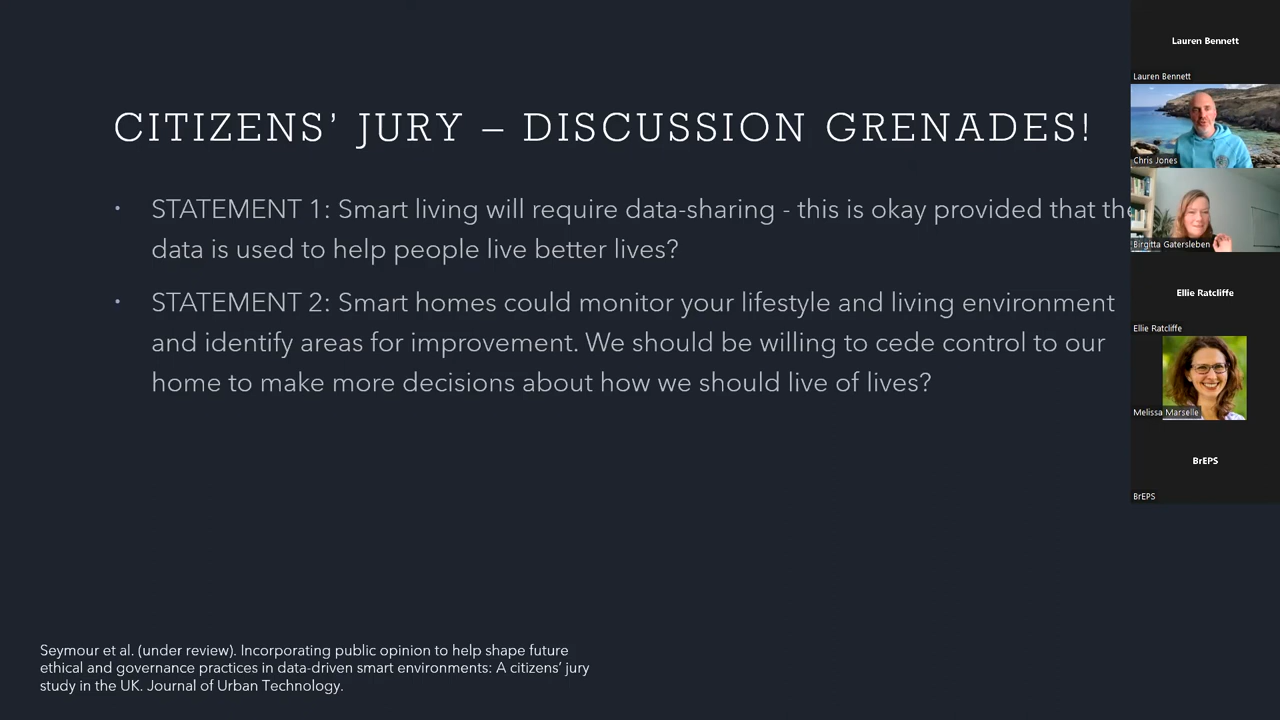 CITIZENS' JURY – DISCUSSION GRENADES!
• STATEMENT 1: Smart living will require data-sharing - this is okay provided that the
data is used to help people live better lives?
• STATEMENT 2: Smart homes could monitor your lifestyle and living environment
and identify areas for improvement. We should be willing to cede control to our
home to make more decisions about how we should live of lives?
Seymour et al. (under review). Incorporating public opinion to help shape future
ethical and governance practices in data-driven smart environments: A citizens' jury
study in the UK. Journal of Urban Technology.
Lauren Bennett
Lauren Bennett
Chris Jones
Birgitta Gatersleben
Ellie Ratcliffe
Ellie Ratcliffe
Melissa Marselle
BrEPS
BrEPS